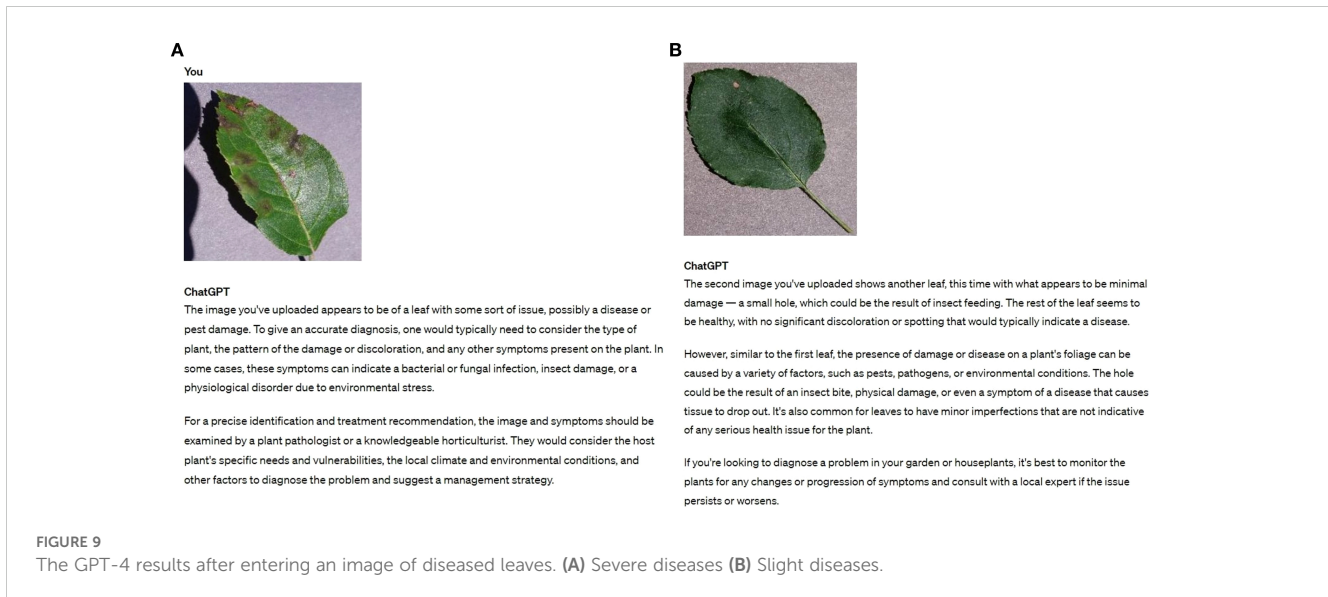 A
You
ChatGPT
The image you've uploaded appears to be of a leaf with some sort of issue, possibly a disease or
pest damage. To give an accurate diagnosis, one would typically need to consider the type of
plant, the pattern of the damage or discoloration, and any other symptoms present on the plant. In
some cases, these symptoms can indicate a bacterial or fungal infection, insect damage, or a
physiological disorder due to environmental stress.
For a precise identification and treatment recommendation, the image and symptoms should be
examined by a plant pathologist or a knowledgeable horticulturist. They would consider the host
plant's specific needs and vulnerabilities, the local climate and environmental conditions, and
other factors to diagnose the problem and suggest a management strategy.
B
ChatGPT
The second image you've uploaded shows another leaf, this time with what appears to be minimal
damage — a small hole, which could be the result of insect feeding. The rest of the leaf seems to
be healthy, with no significant discoloration or spotting that would typically indicate a disease.
However, similar to the first leaf, the presence of damage or disease on a plant's foliage can be
caused by a variety of factors, such as pests, pathogens, or environmental conditions. The hole
could be the result of an insect bite, physical damage, or even a symptom of a disease that causes
tissue to drop out. It's also common for leaves to have minor imperfections that are not indicative
of any serious health issue for the plant.
If you're looking to diagnose a problem in your garden or houseplants, it's best to monitor the
plants for any changes or progression of symptoms and consult with a local expert if the issue
persists or worsens.
FIGURE 9
The GPT-4 results after entering an image of diseased leaves. (A) Severe diseases (B) Slight diseases.